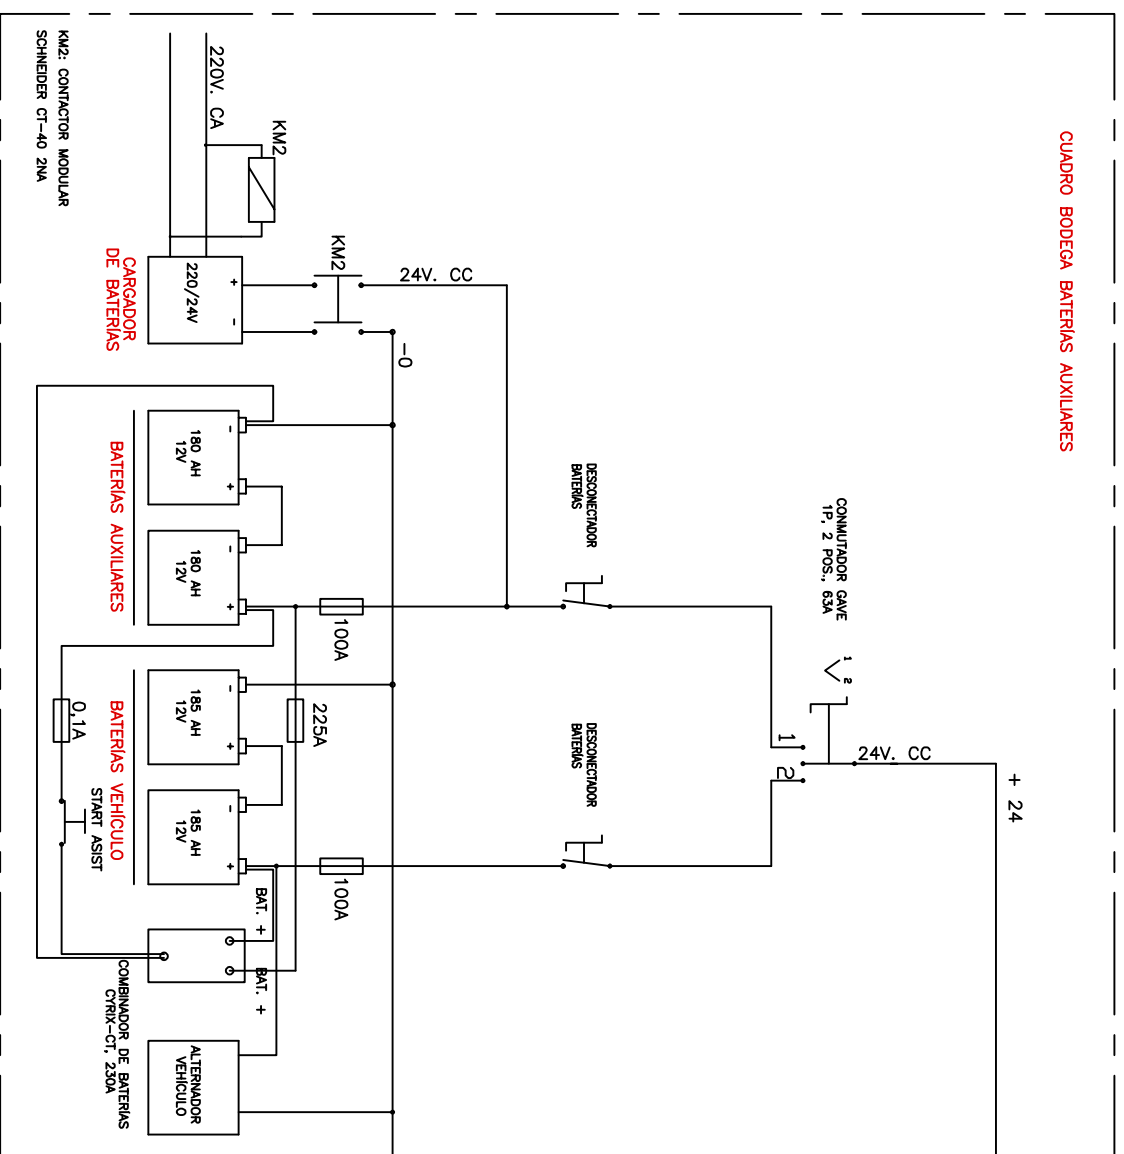 CUADRO BODEGA BATERÍAS AUXILIARES
+ 24
24V. CC
CONMUTADOR GAVE
1P, 2 POS., 63A
1 2
1
2
DESCONECTADOR
BATERÍAS
DESCONECTADOR
BATERÍAS
24V. CC
-0
KM2
KM2
220V. CA
100A
225A
100A
220/24V
+ -
CARGADOR
DE BATERÍAS
- +
180 AH
12V
- +
180 AH
12V
BATERÍAS AUXILIARES
- +
185 AH
12V
- +
185 AH
12V
BATERÍAS VEHÍCULO
BAT. +
BAT. +
0,1A
START ASIST
COMBINADOR DE BATERÍAS
CYRIX-CT, 230A
ALTERNADOR
VEHÍCULO
KM2: CONTACTOR MODULAR
SCHNEIDER CT-40 2NA